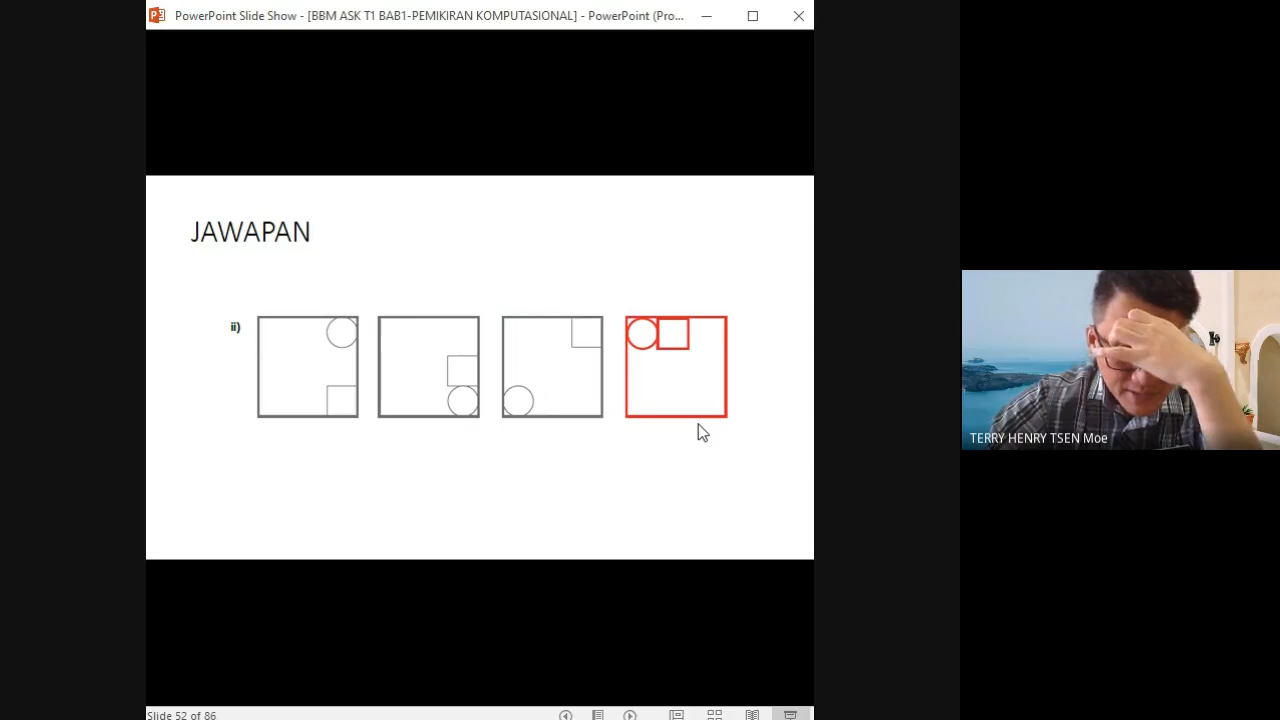 PowerPoint Slide Show - [BBM ASK T1 BAB1-PEMIKIRAN KOMPUTASIONAL] - PowerPoint (Pro...
JAWAPAN
ii)
TERRY HENRY TSEN Moe
Slide 52 of 86